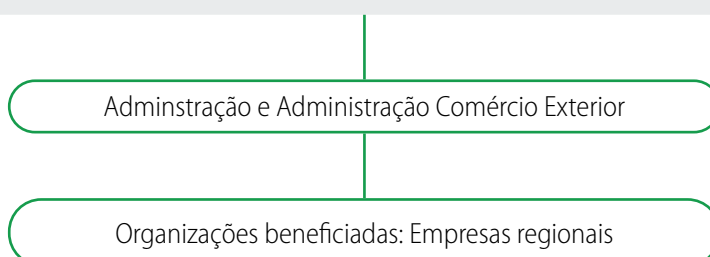 Adminstração e Administração Comércio Exterior
Organizações beneficiadas: Empresas regionais